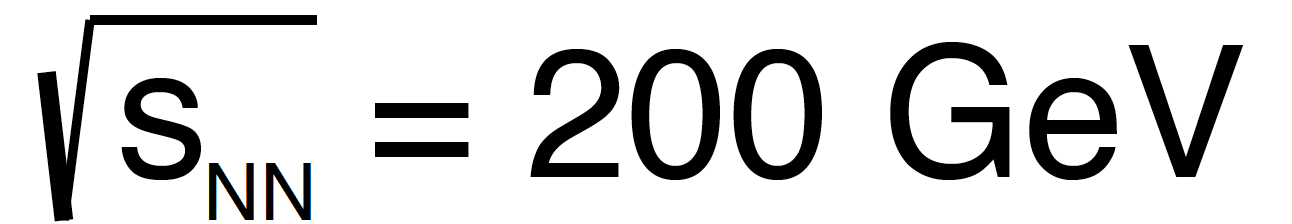 √s_NN = 200 GeV